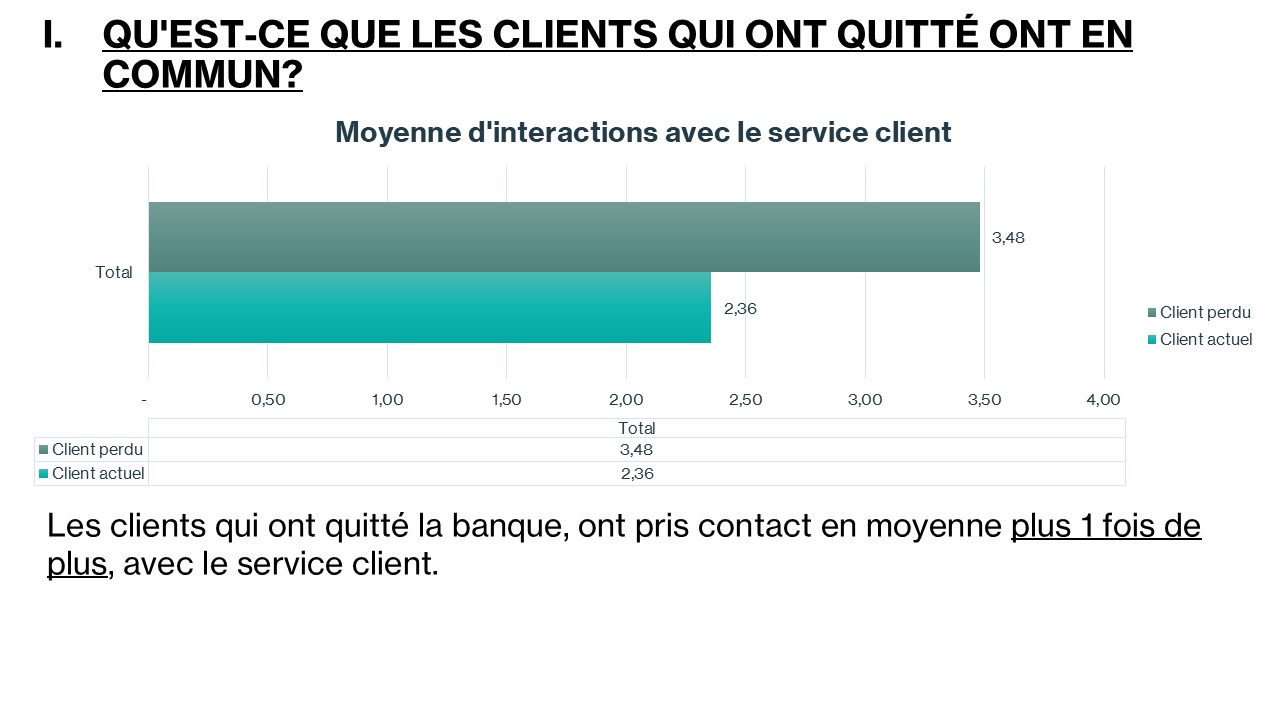 I. QU'EST-CE QUE LES CLIENTS QUI ONT QUITTÉ ONT EN
COMMUN?
Moyenne d'interactions avec le service client
3,48
Total
2,36
Client perdu
Client actuel
- 0,50 1,00 1,50 2,00 2,50 3,00 3,50 4,00
Total
Client perdu 3,48
Client actuel 2,36
Les clients qui ont quitté la banque, ont pris contact en moyenne plus 1 fois de
plus, avec le service client.